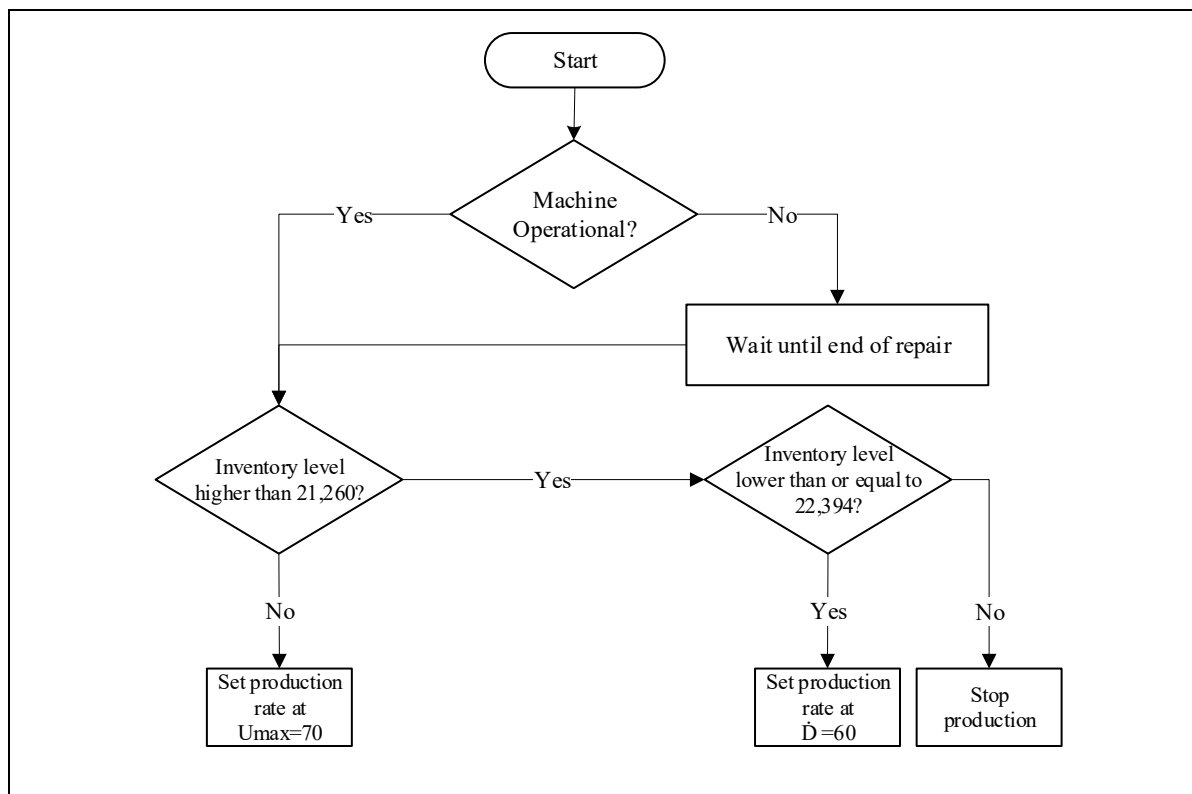 Start
Machine
Operational?
Yes
No
Wait until end of repair
Inventory level
higher than 21,260?
Yes
Inventory level
lower than or equal to
22,394?
No
Yes
No
Set production
rate at
Umax=70
Set production
rate at
Ḋ =60
Stop
production